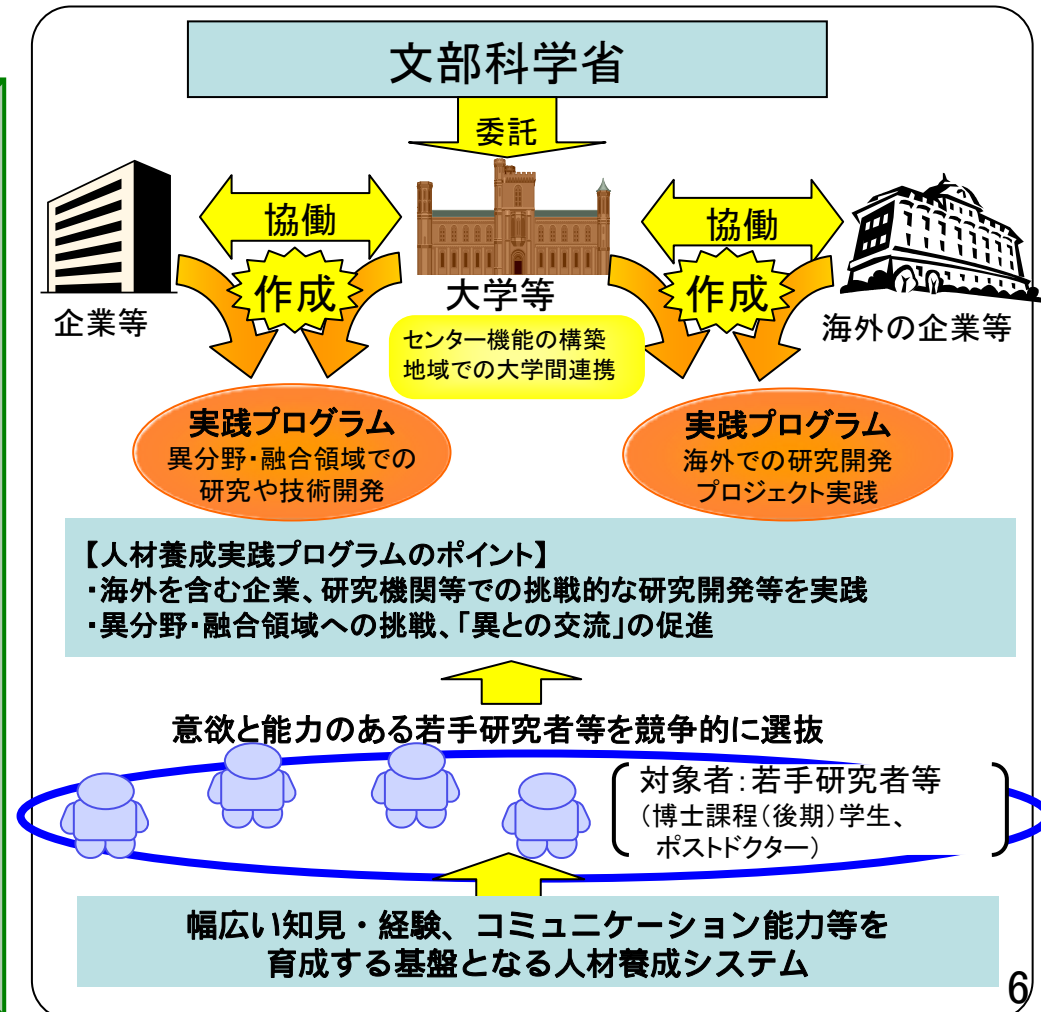 文部科学省
委託
協働
協働
作成
作成
企業等
大学等
海外の企業等
センター機能の構築
地域での大学間連携
実践プログラム
異分野・融合領域での
研究や技術開発
実践プログラム
海外での研究開発
プロジェクト実践
【人材養成実践プログラムのポイント】
・海外を含む企業、研究機関等での挑戦的な研究開発等を実践
・異分野・融合領域への挑戦、「異との交流」の促進
意欲と能力のある若手研究者等を競争的に選抜
対象者：若手研究者等
（博士課程（後期）学生、
ポストドクター）
幅広い知見・経験、コミュニケーション能力等を
育成する基盤となる人材養成システム
6